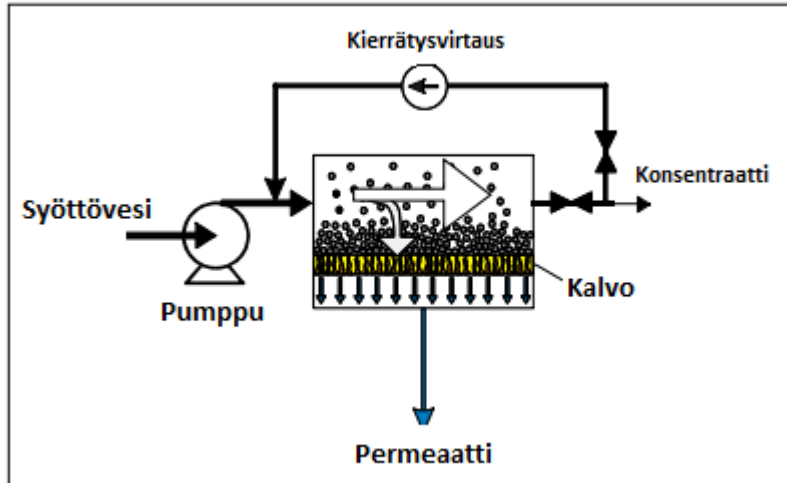 Kierrätysvirtaus
Konsentraatti
Syöttövesi
Kalvo
Pumppu
Permeaatti